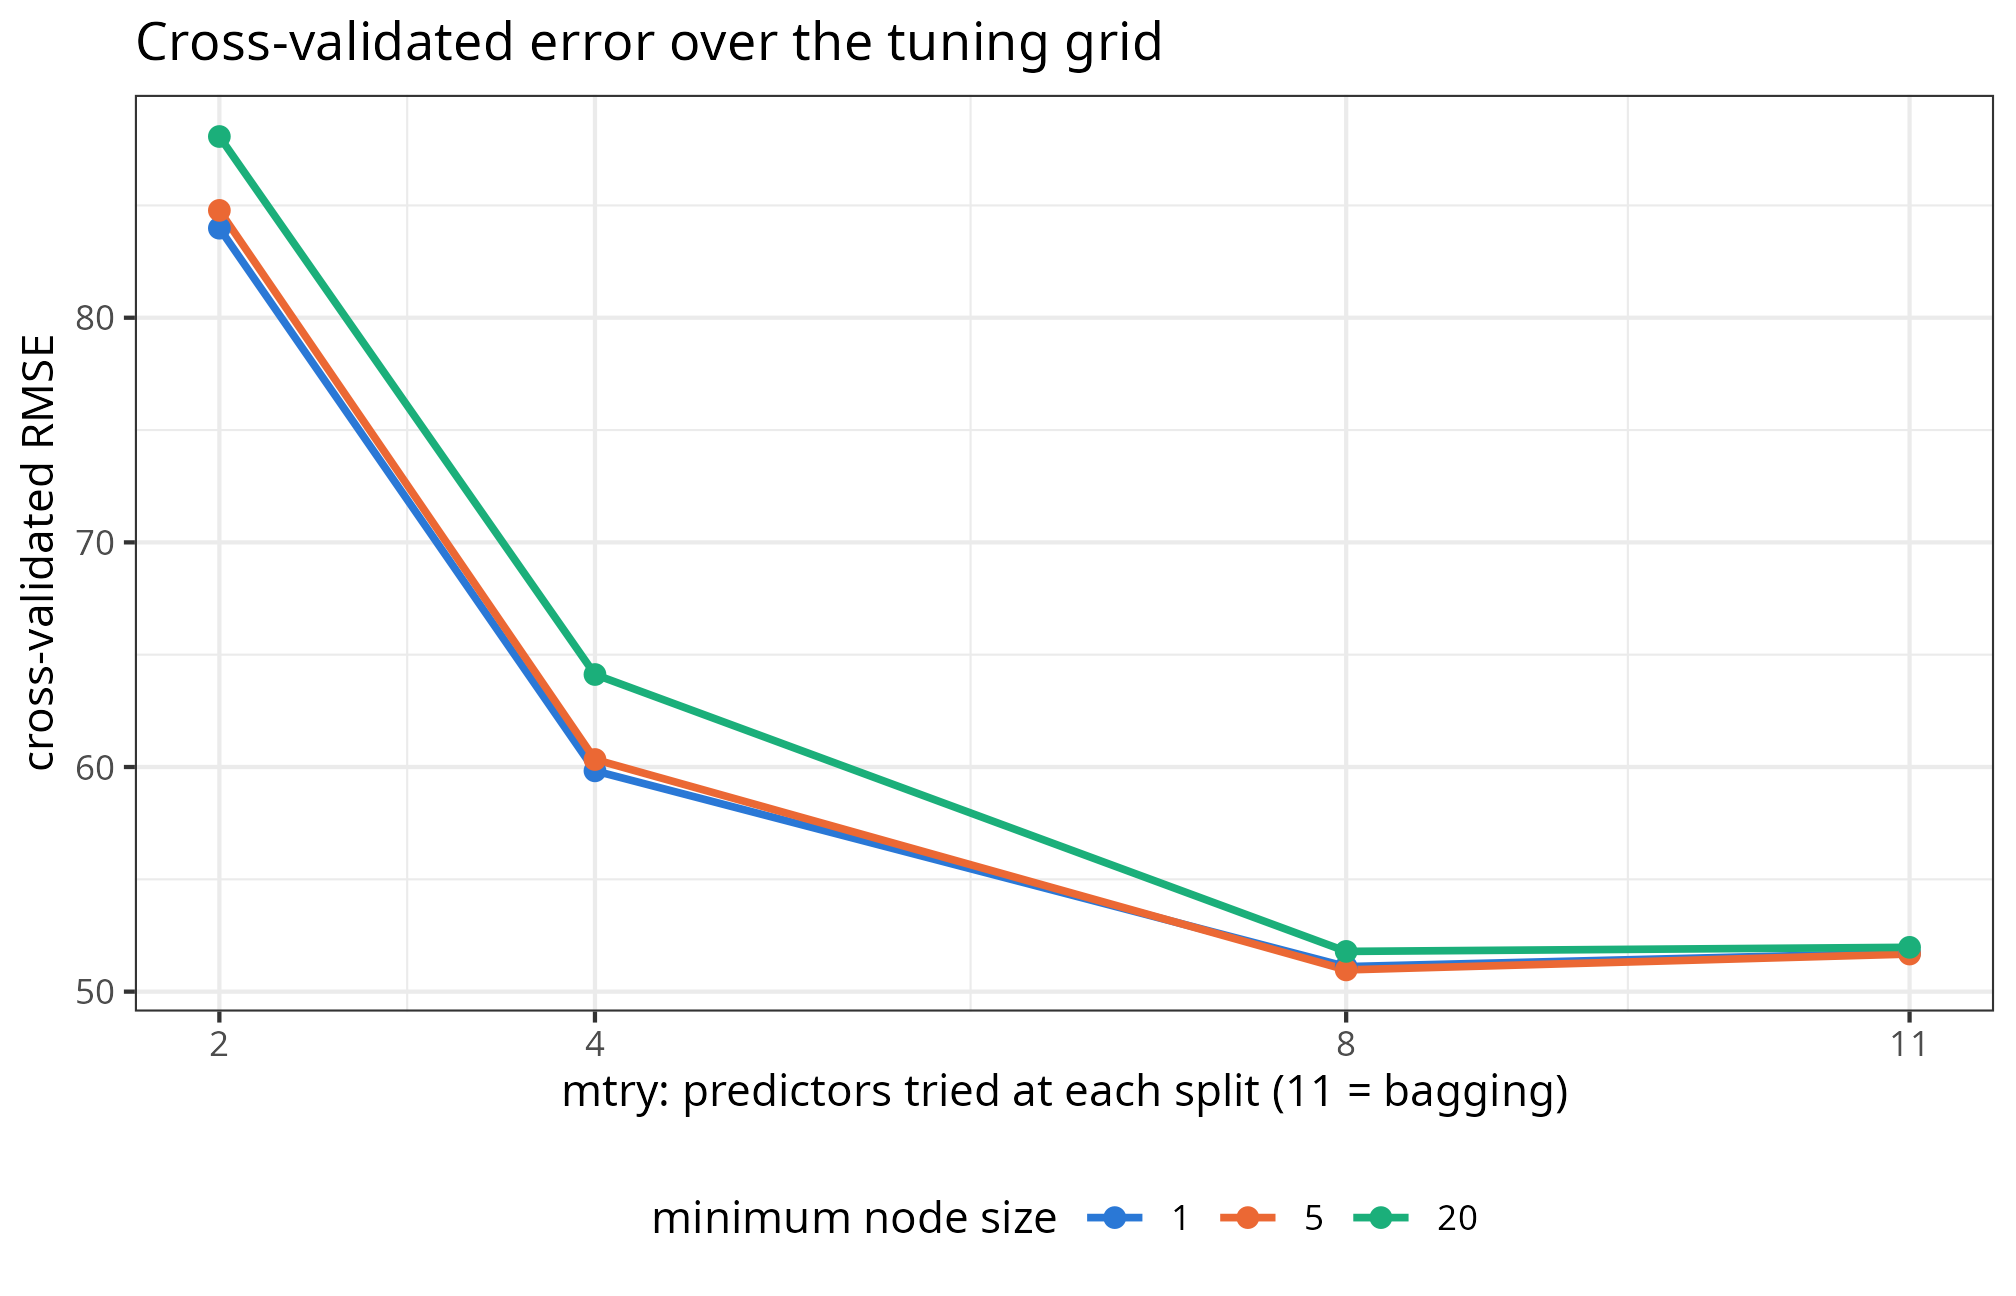 Cross-validated error over the tuning grid
cross-validated RMSE
80
70
60
50
2 4 8 11
mtry: predictors tried at each split (11 = bagging)
minimum node size 1 5 20